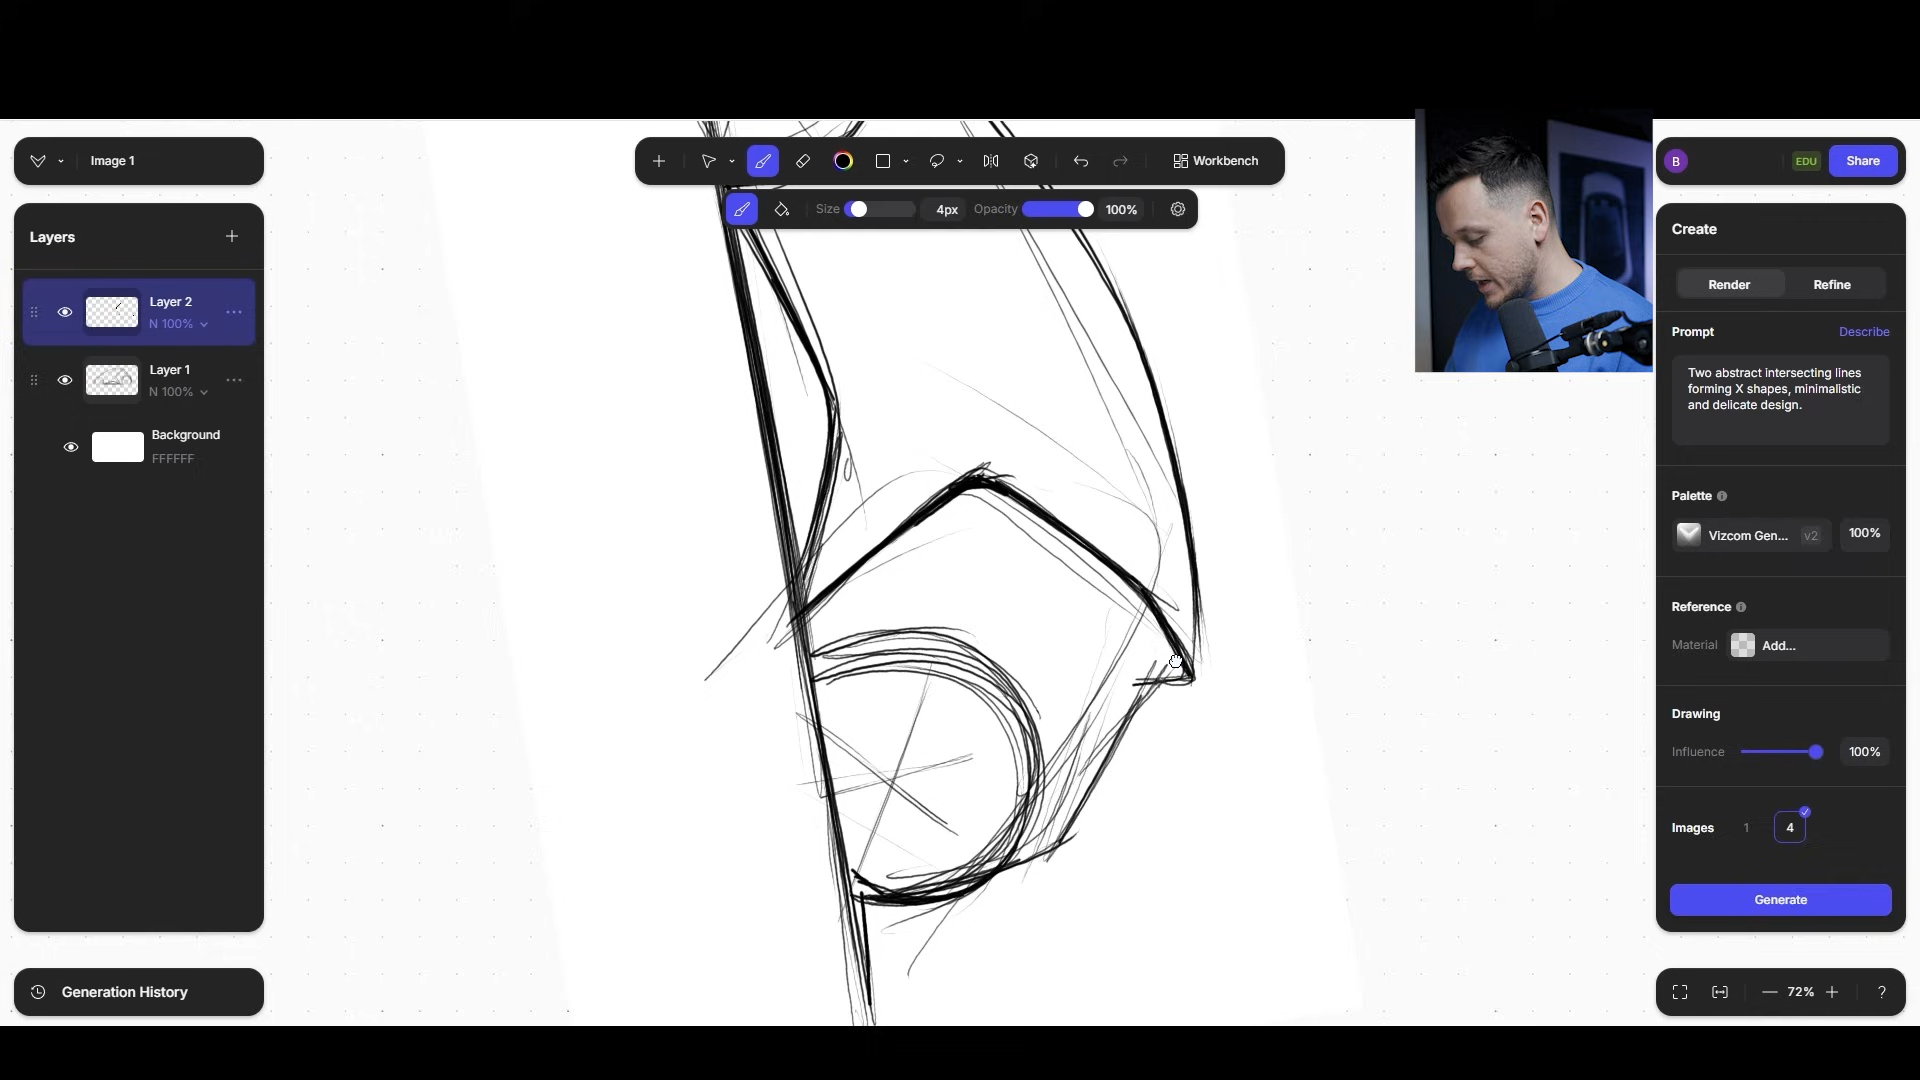 Image 1
Workbench
B
EDU
Share
Size
4px
Opacity
100%
Layers
Layer 2
N 100%
Layer 1
N 100%
Background
FFFFFF
Generation History
Create
Render
Refine
Prompt
Describe
Two abstract intersecting lines
forming X shapes, minimalistic
and delicate design.
Palette
Vizcom Gen...
v2
100%
Reference
Material
Add...
Drawing
Influence
100%
Images
1
4
Generate
72%
?